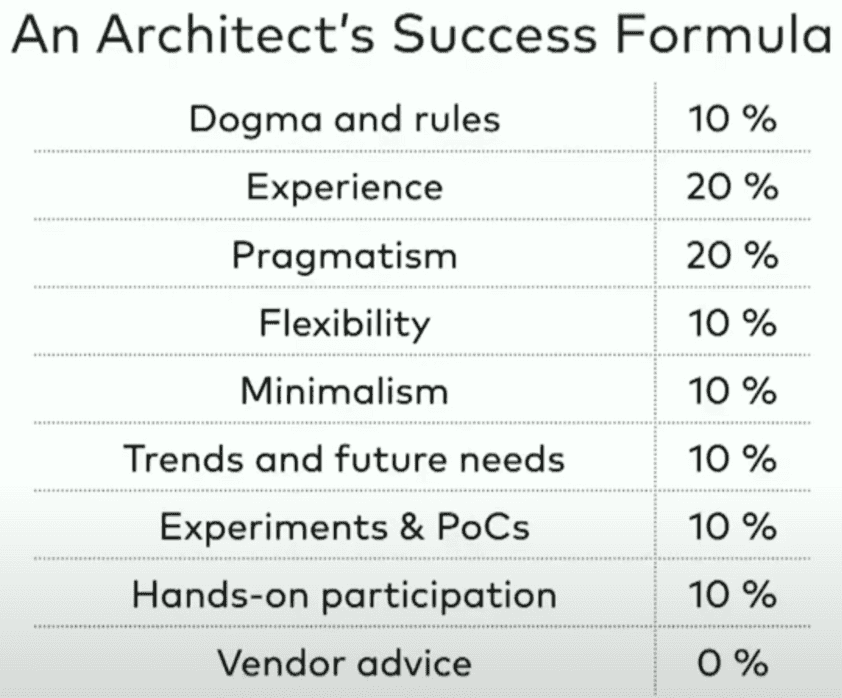 An Architect's Success Formula
Dogma and rules 10 %
Experience 20 %
Pragmatism 20 %
Flexibility 10 %
Minimalism 10 %
Trends and future needs 10 %
Experiments & PoCs 10 %
Hands-on participation 10 %
Vendor advice 0 %